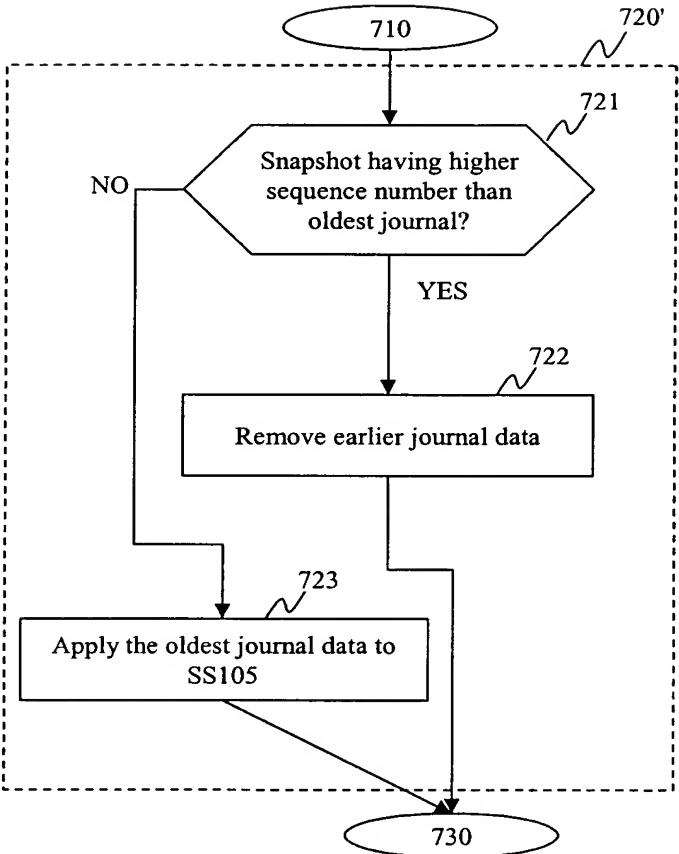 710
720'
721
Snapshot having higher
sequence number than
oldest journal?
NO
YES
722
Remove earlier journal data
723
Apply the oldest journal data to
SS105
730